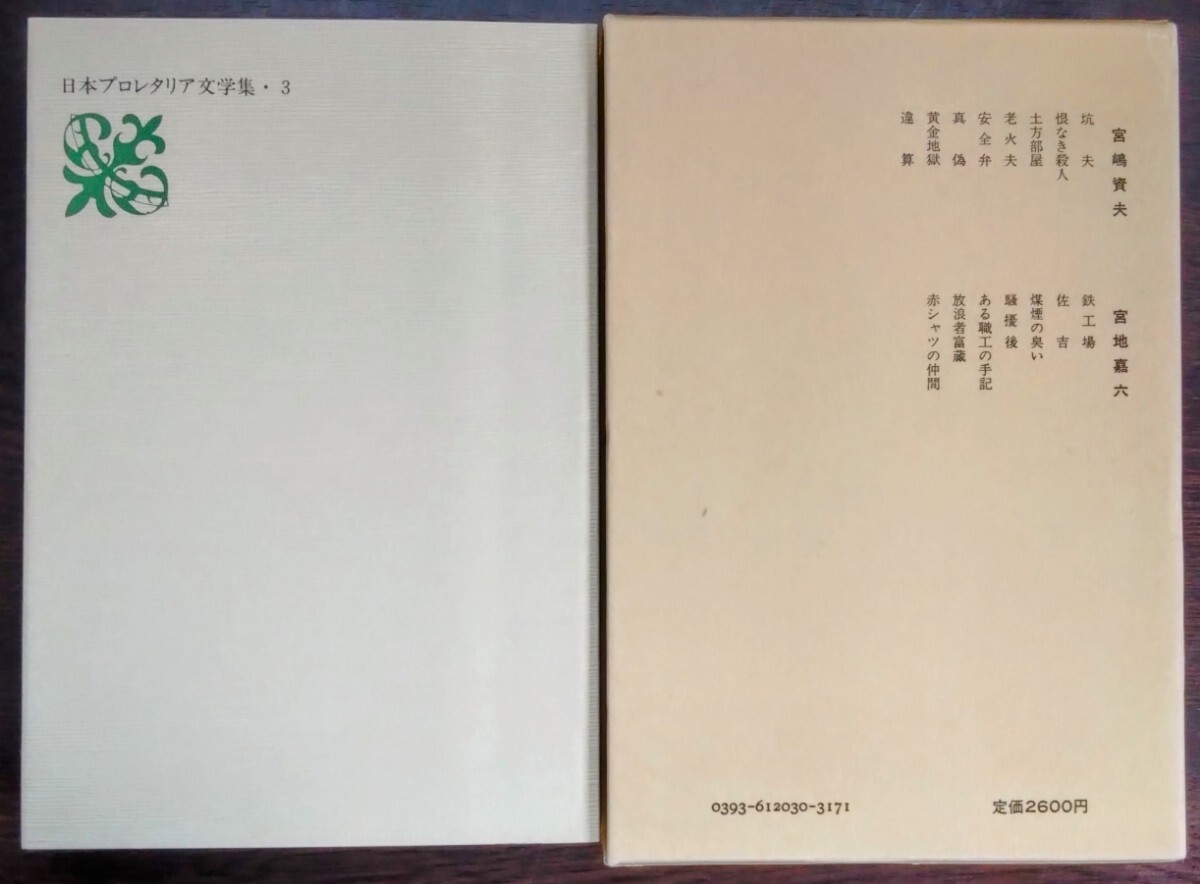 日本プロレタリア文学集・3
宮嶋資夫
坑夫
恨なき殺人
土方部屋
老火夫
安全弁
真偽
黄金地獄
違算
宮地嘉六
鉄工場
佐吉
煤煙の臭い
騒擾後
ある職工の手記
放浪者富蔵
赤シャツの仲間
0393-612030-3171
定価2600円